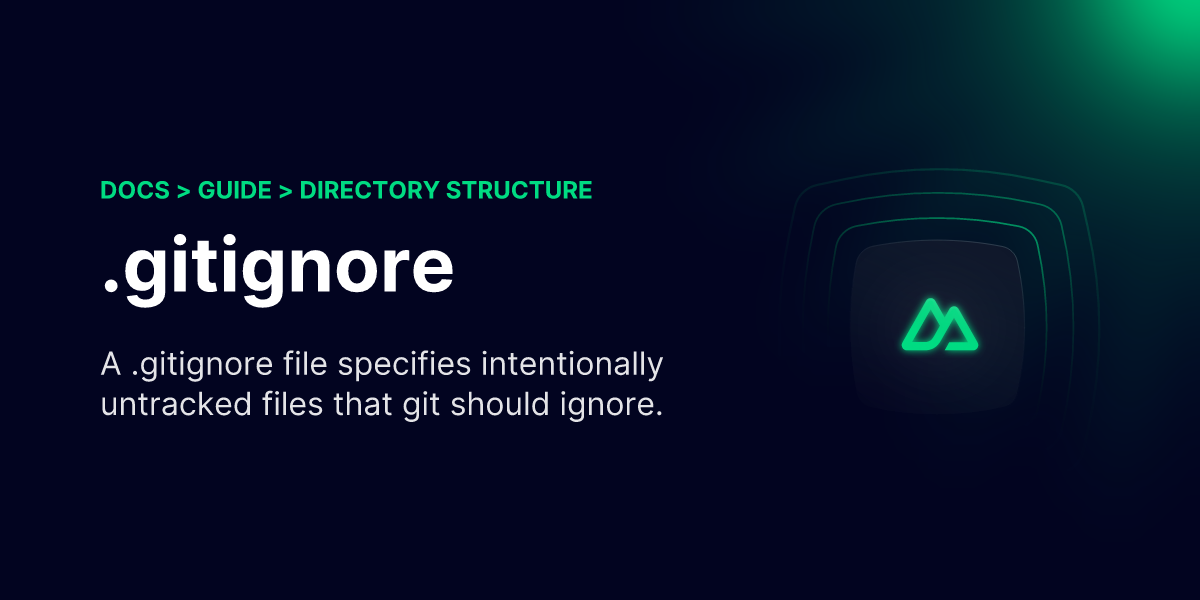 DOCS > GUIDE > DIRECTORY STRUCTURE
.gitignore
A .gitignore file specifies intentionally
untracked files that git should ignore.